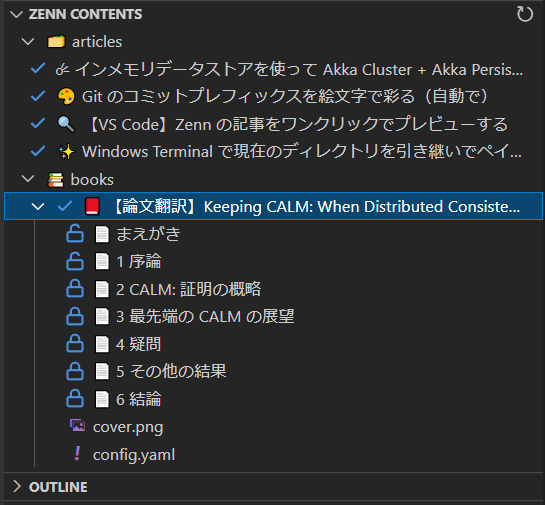 ZENN CONTENTS
articles
インメモリデータストアを使って Akka Cluster + Akka Persis...
Git のコミットプレフィックスを絵文字で彩る（自動で）
【VS Code】Zenn の記事をワンクリックでプレビューする
Windows Terminal で現在のディレクトリを引き継いでペイ...
books
【論文翻訳】Keeping CALM: When Distributed Consiste...
まえがき
1 序論
2 CALM: 証明の概略
3 最先端の CALM の展望
4 疑問
5 その他の結果
6 結論
cover.png
config.yaml
OUTLINE